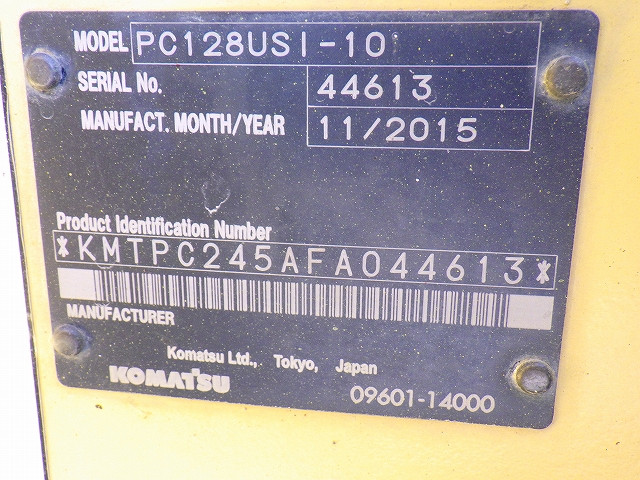 MODEL PC128USI-10
SERIAL No. 44613
MANUFACT. MONTH/YEAR 11/2015
Product Identification Number
*KMTPC245AFA044613*
MANUFACTURER
Komatsu Ltd., Tokyo, Japan
KOMATSU 09601-14000